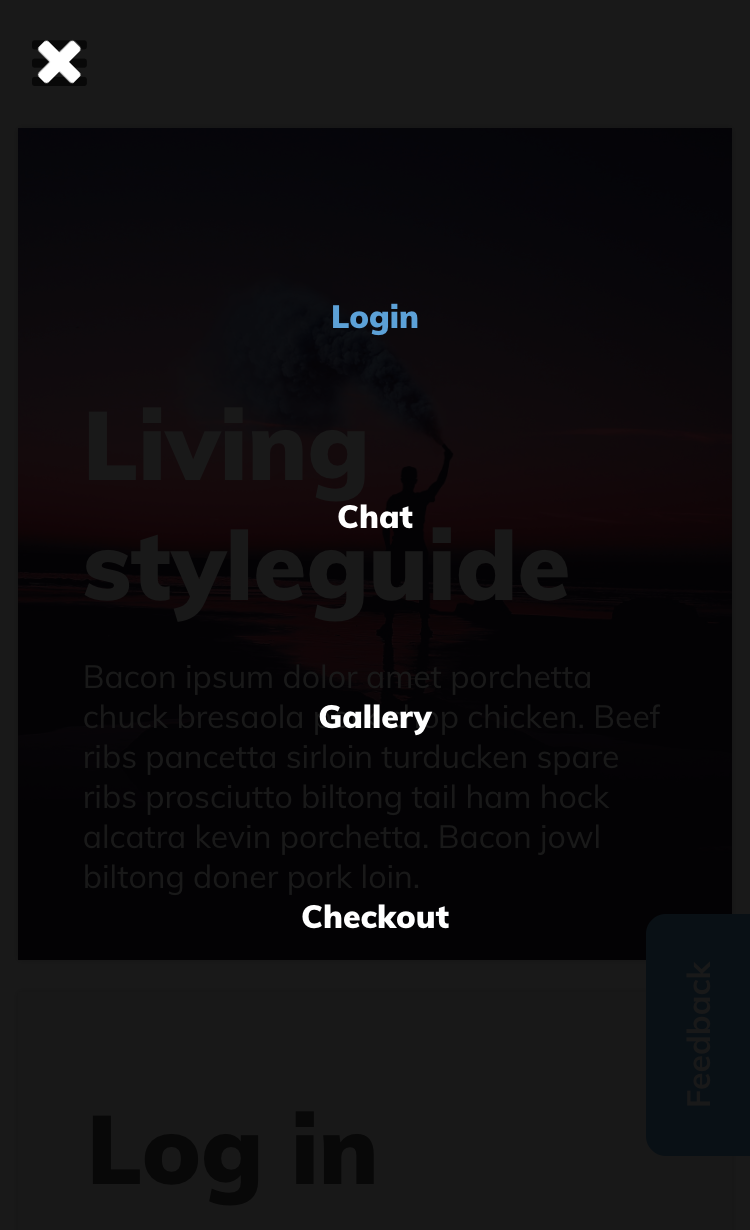 Login
Living
Chat
styleguide
Bacon ipsum dolor amet porchetta
Gallery
chuck bresaola chicken. Beef
ribs pancetta sirloin turducken spare
ribs prosciutto biltong tail ham hock
alcatra kevin porchetta. Bacon jowl
biltong doner pork loin.
Checkout
Feedback
Log in